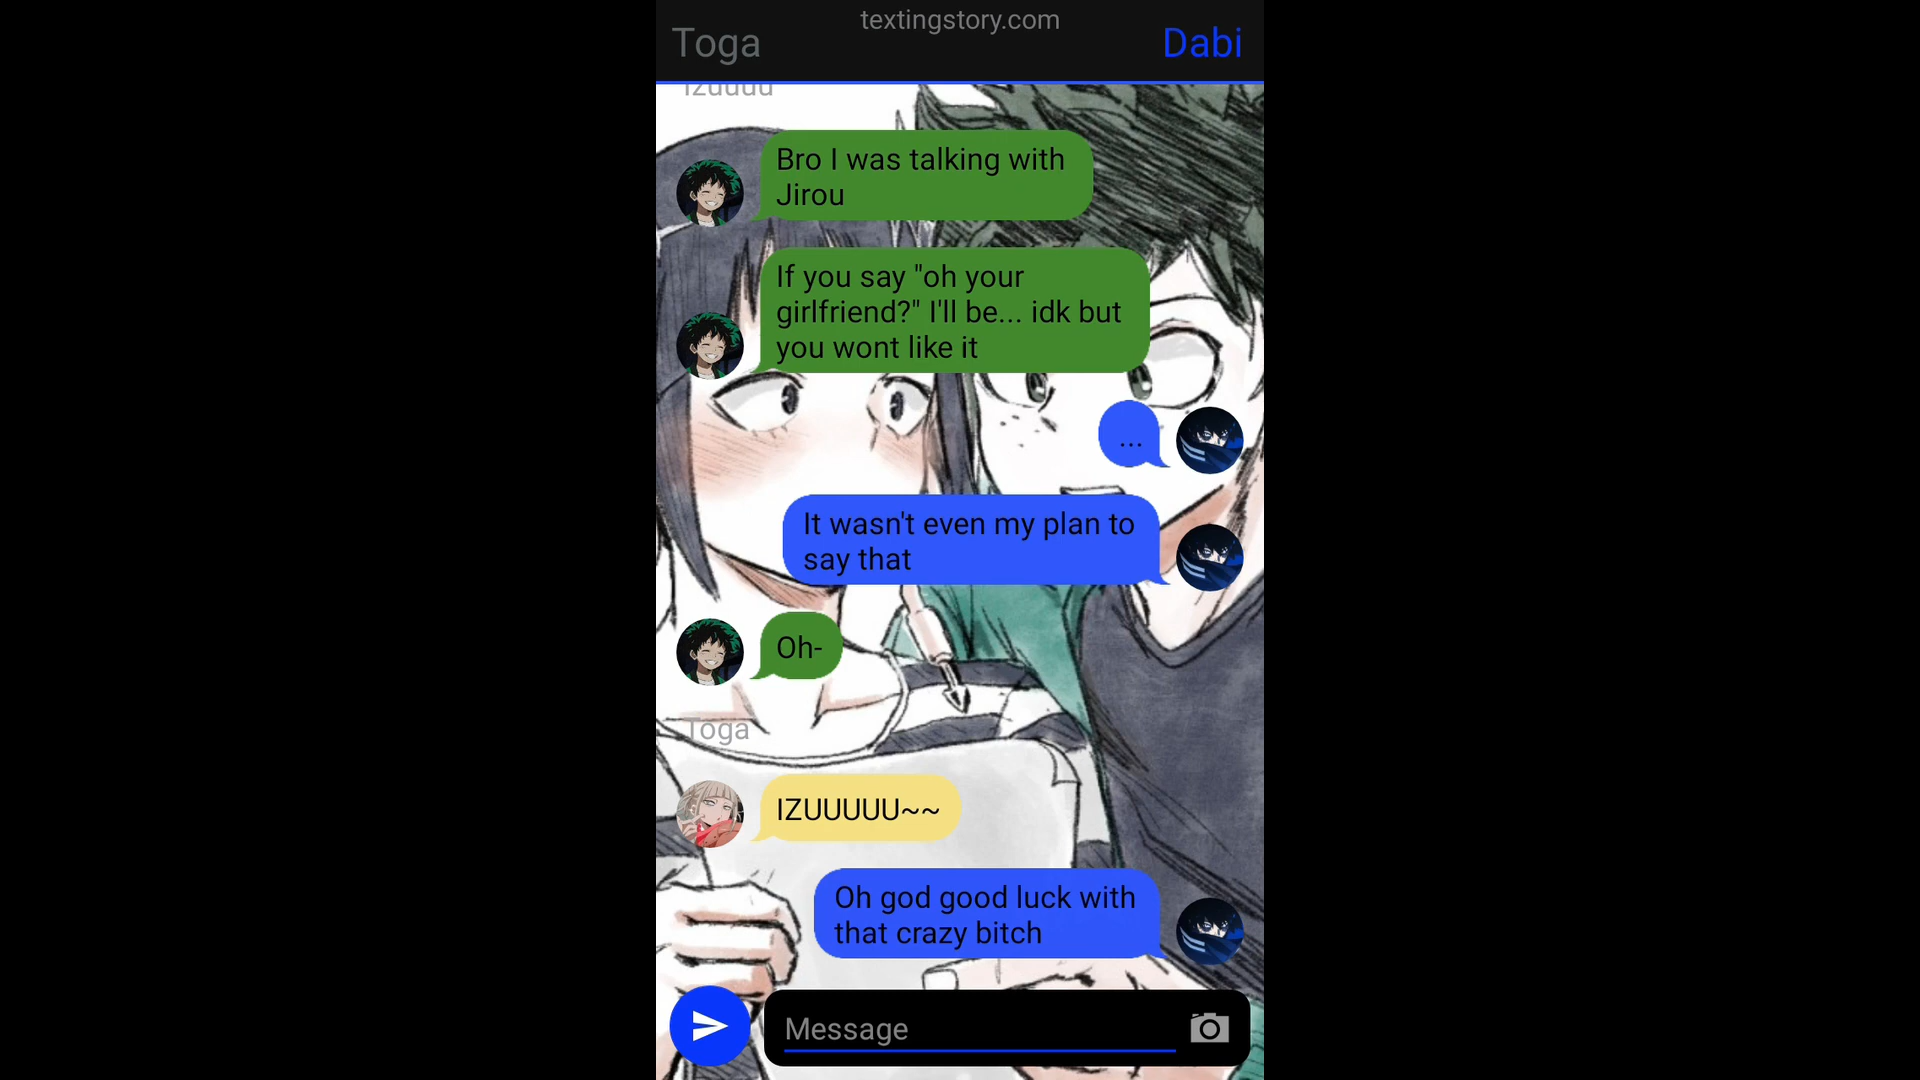 textingstory.com
Toga
Dabi
Izuuuu
Bro I was talking with
Jirou
If you say "oh your
girlfriend?" I'll be... idk but
you wont like it
...
It wasn't even my plan to
say that
Oh-
Toga
IZUUUUU~~
Oh god good luck with
that crazy bitch
Message